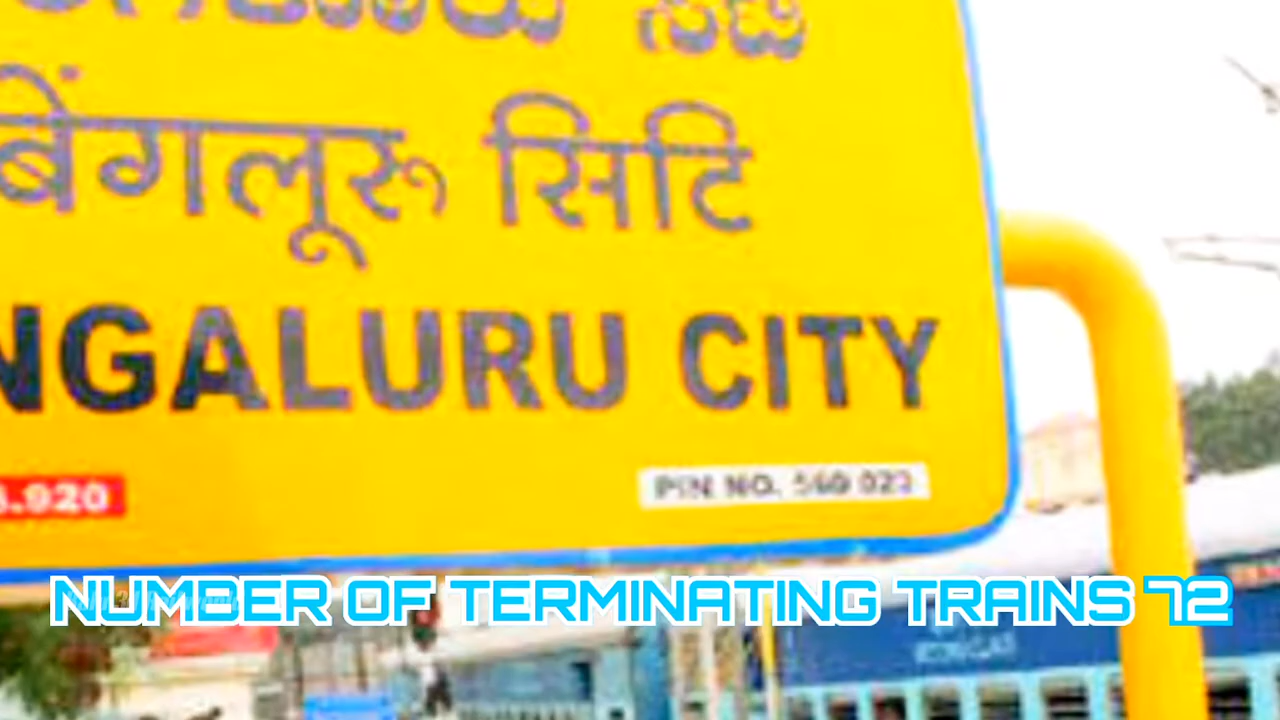 ಸಿಟಿ
बेंगलूरू सिटि
NGALURU CITY
.920
PIN NO. 560 023
NUMBER OF TERMINATING TRAINS 72